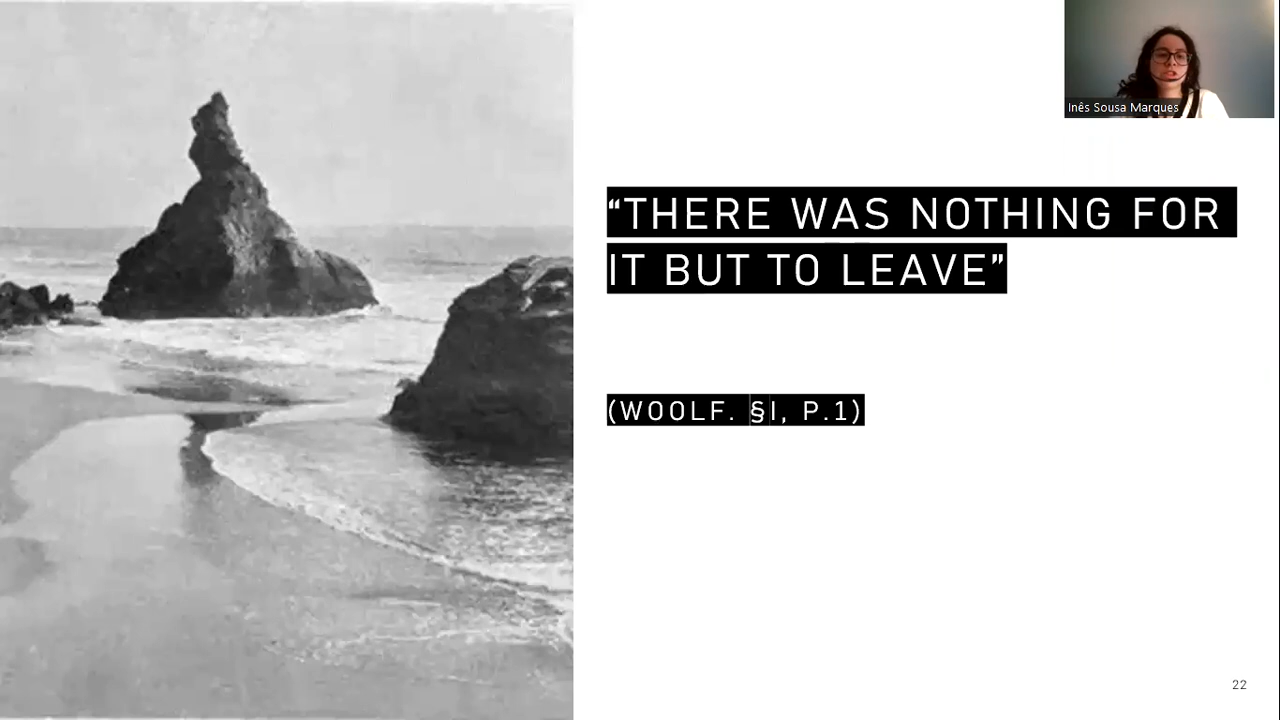 Inês Sousa Marques
“THERE WAS NOTHING FOR
IT BUT TO LEAVE”
(WOOLF. §I, P.1)
22